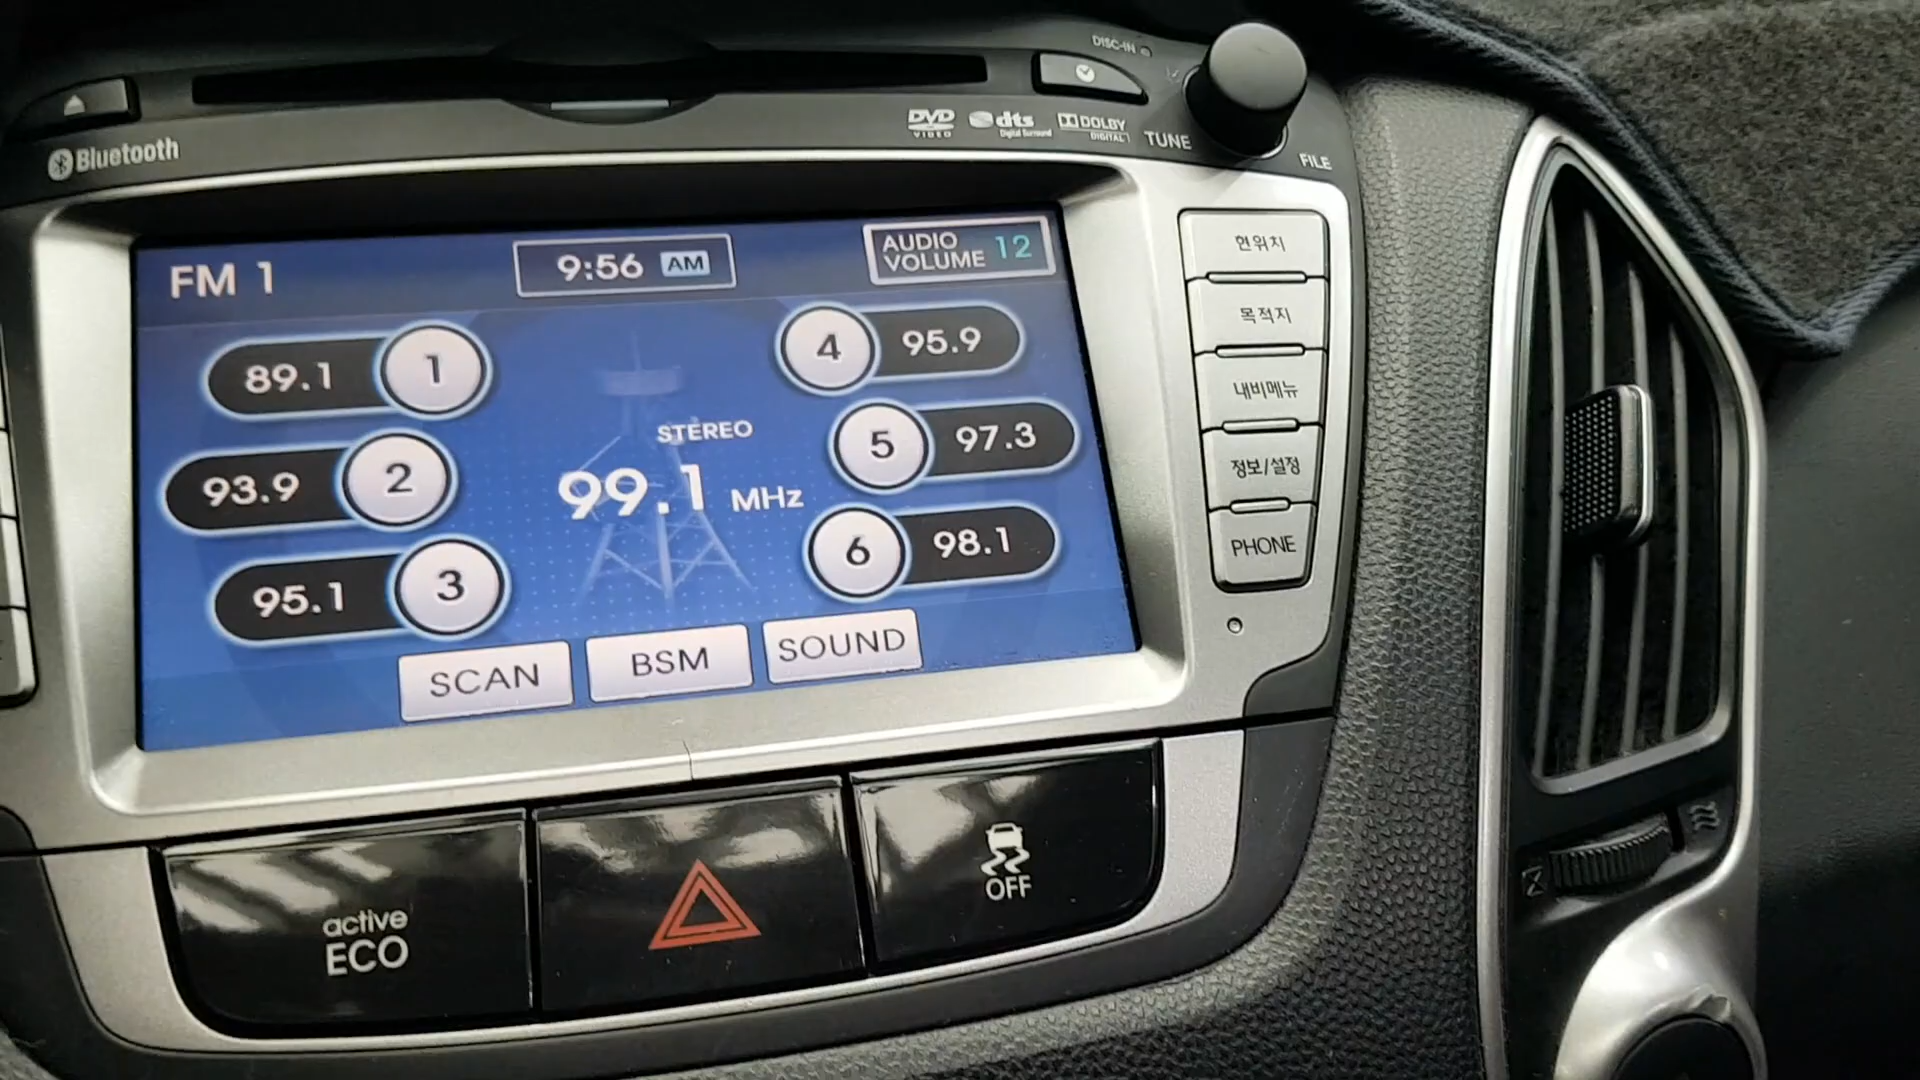 DISC-IN
DVD VIDEO
dts Digital Surround
DOLBY DIGITAL
TUNE
FILE
Bluetooth
FM 1
9:56 AM
AUDIO VOLUME 12
89.1 1
4 95.9
93.9 2
STEREO
99.1 MHz
5 97.3
95.1 3
6 98.1
SCAN
BSM
SOUND
현위치
목적지
내비메뉴
정보/설정
PHONE
active
ECO
OFF